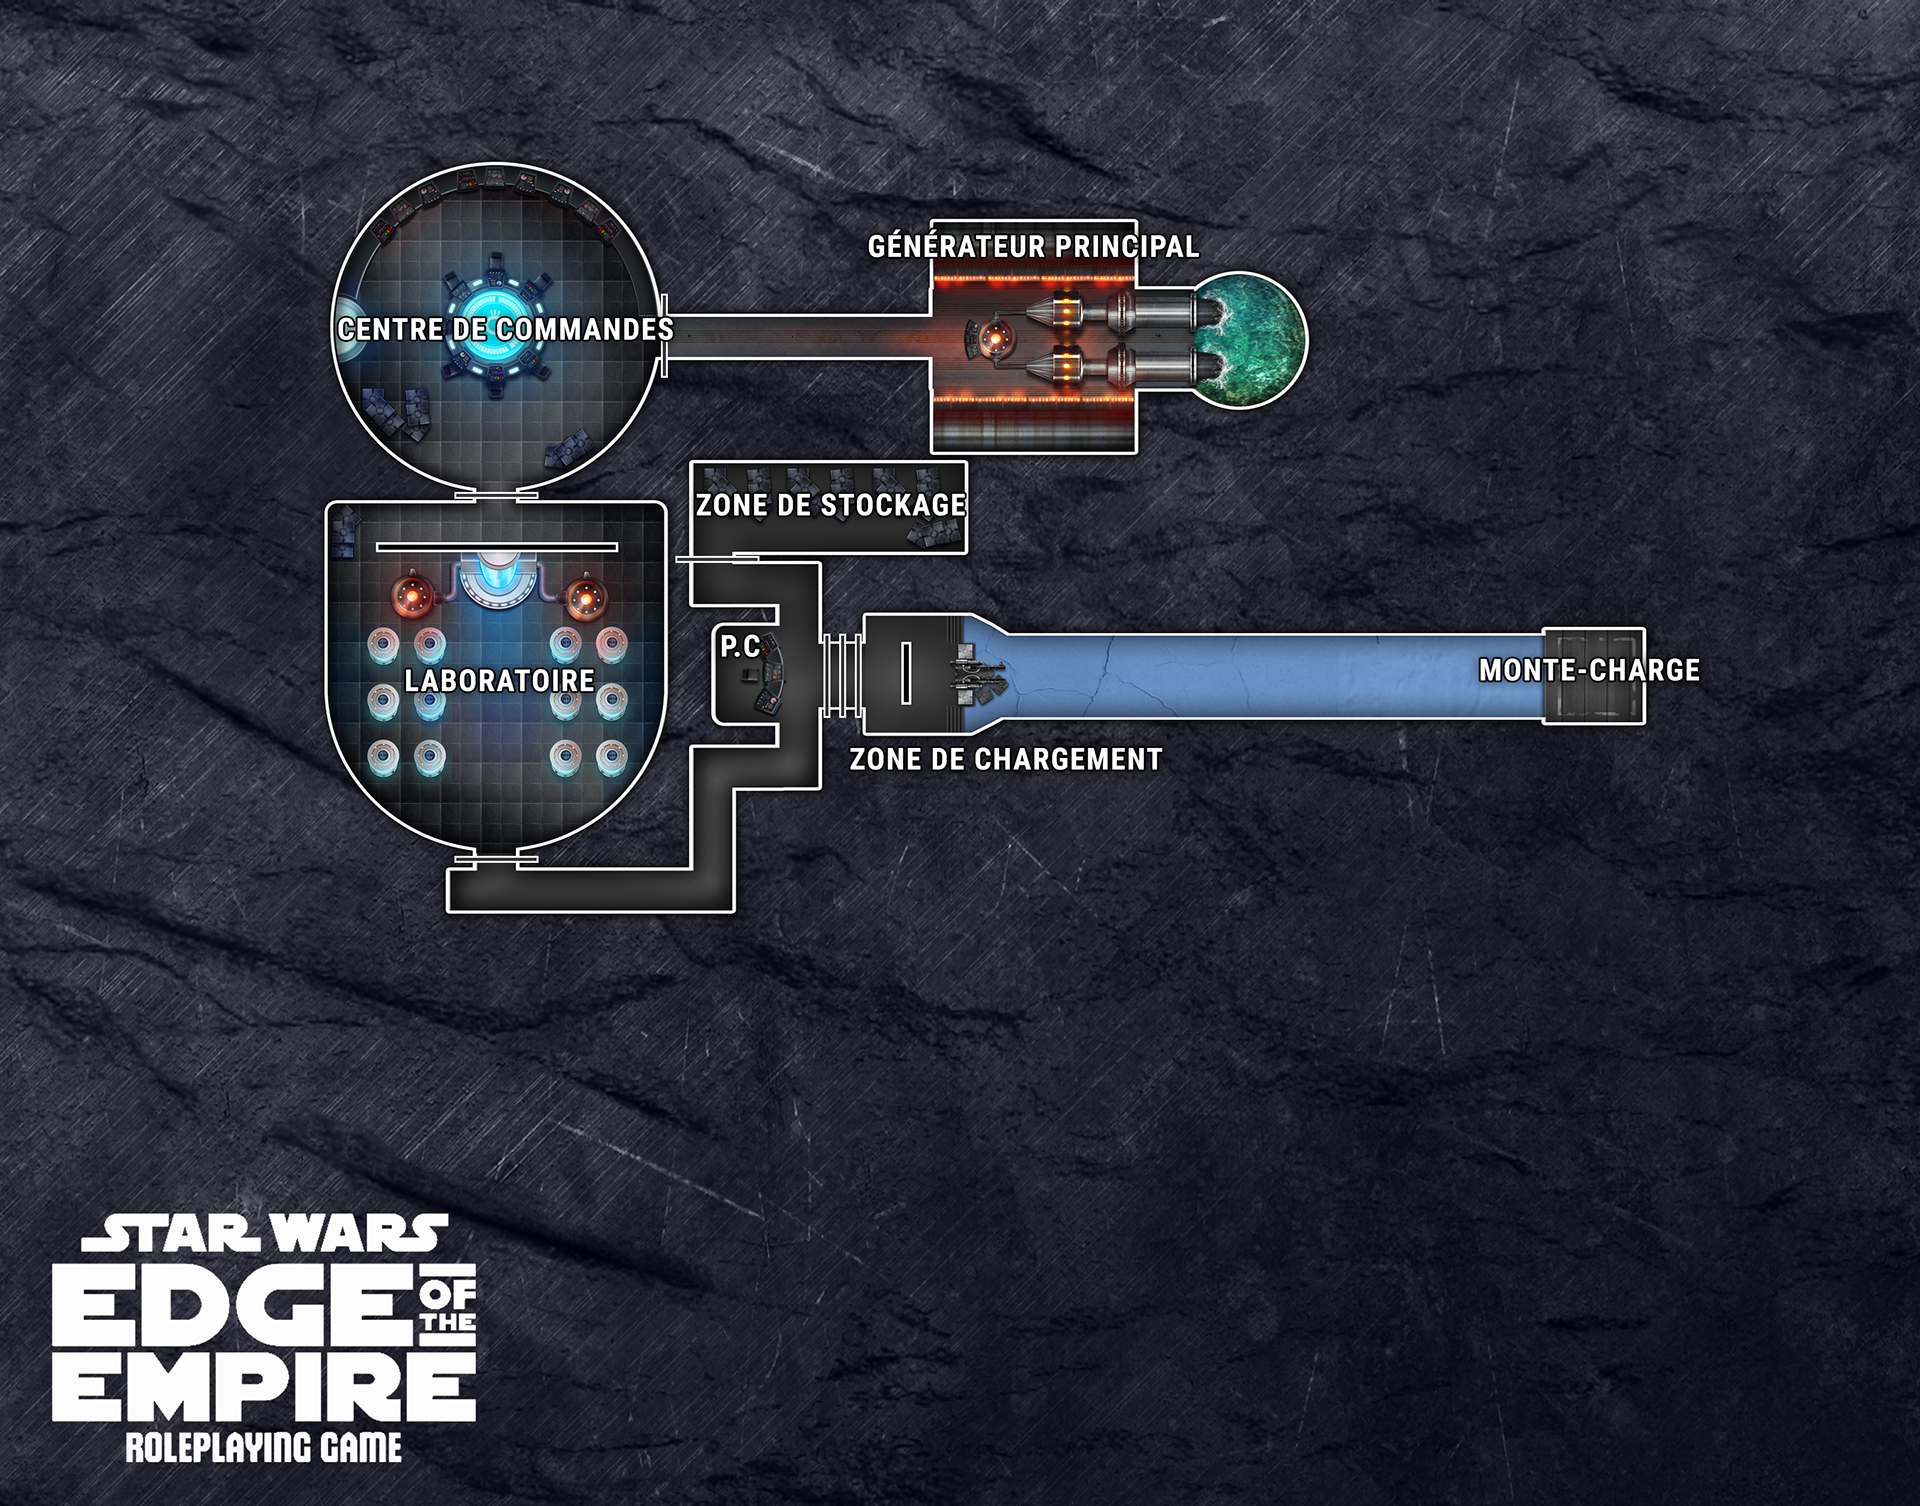 GÉNÉRATEUR PRINCIPAL
CENTRE DE COMMANDES
ZONE DE STOCKAGE
P.C
LABORATOIRE
MONTE-CHARGE
ZONE DE CHARGEMENT
STAR WARS
EDGE OF THE
EMPIRE
ROLEPLAYING GAME